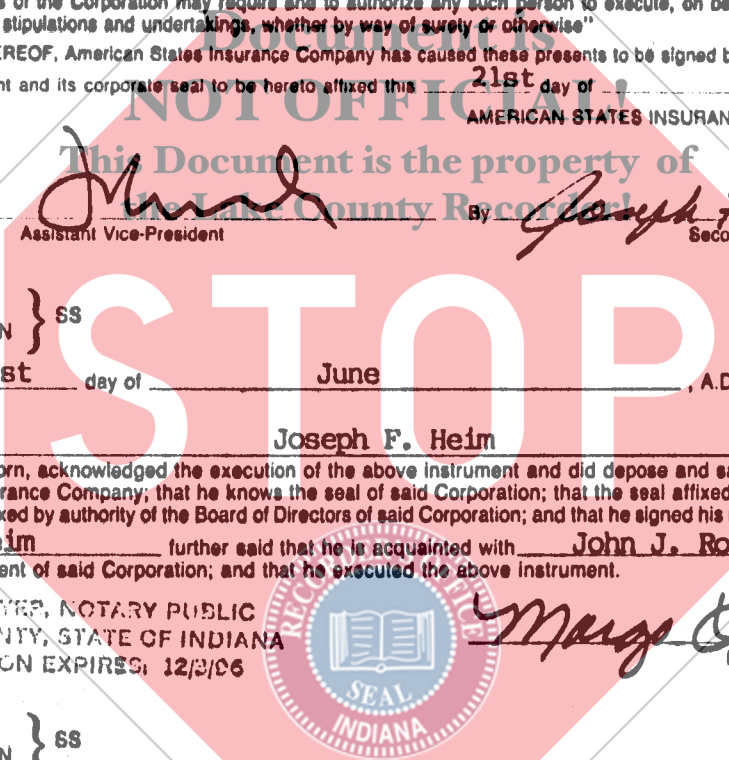 s of the Corporation may require and to authorize any such person to execute, on be
stipulations and undertakings, whether by way of surety or otherwise"
Document is
EREOF, American States Insurance Company has caused these presents to be signed b
nt and its corporate seal to be hereto affixed this 21st day of
NOT OFFICIAL!
AMERICAN STATES INSURAN
This Document is the property of
the Lake County Recorder!
By Joseph F
Assistant Vice-President Seco
STOP
N } SS
st day of June , A.D
Joseph F. Heim
orn, acknowledged the execution of the above instrument and did depose and sa
rance Company; that he knows the seal of said Corporation; that the seal affixed
xed by authority of the Board of Directors of said Corporation; and that he signed his
eim further said that he is acquainted with John J. Ro
ent of said Corporation; and that he executed the above instrument.
YER, NOTARY PUBLIC
NTY, STATE OF INDIANA
ON EXPIRES: 12/3/06
Margo
RECORDER'S OFFICE
SEAL
INDIANA
N } SS